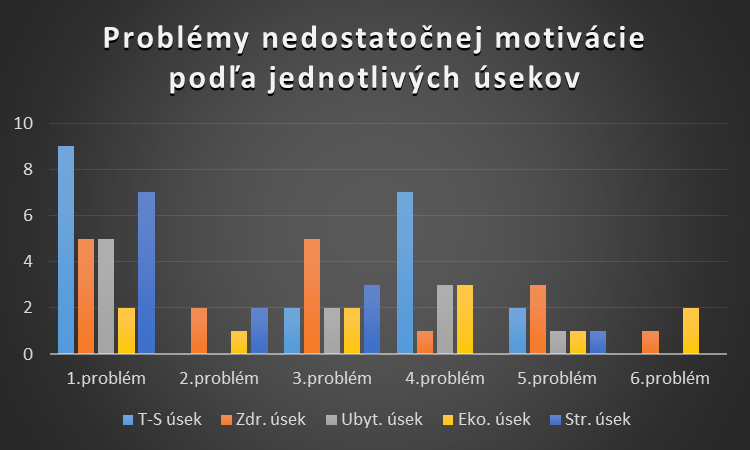 Problémy nedostatočnej motivácie
podľa jednotlivých úsekov
10
8
6
4
2
0
1.problém 2.problém 3.problém 4.problém 5.problém 6.problém
T-S úsek Zdr. úsek Ubyt. úsek Eko. úsek Str. úsek